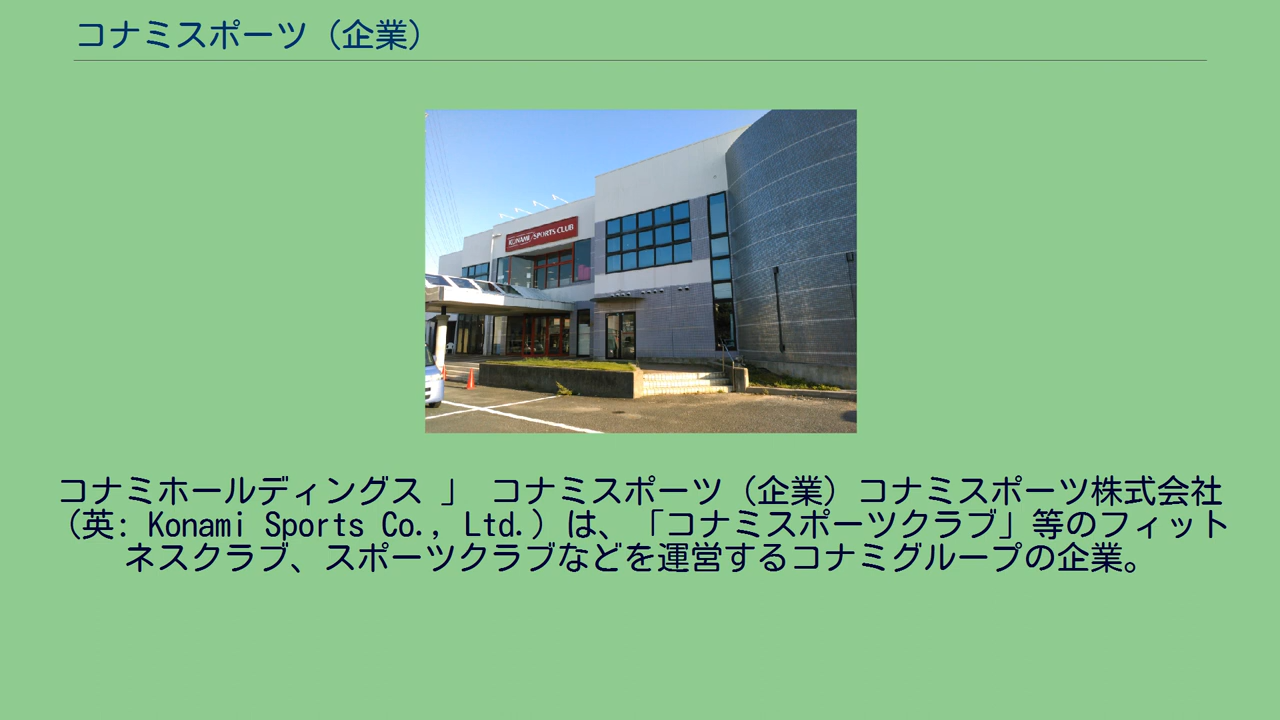 コナミスポーツ（企業）
KONAMI SPORTS CLUB
コナミホールディングス 」 コナミスポーツ（企業）コナミスポーツ株式会社
（英: Konami Sports Co., Ltd.）は、「コナミスポーツクラブ」等のフィット
ネスクラブ、スポーツクラブなどを運営するコナミグループの企業。